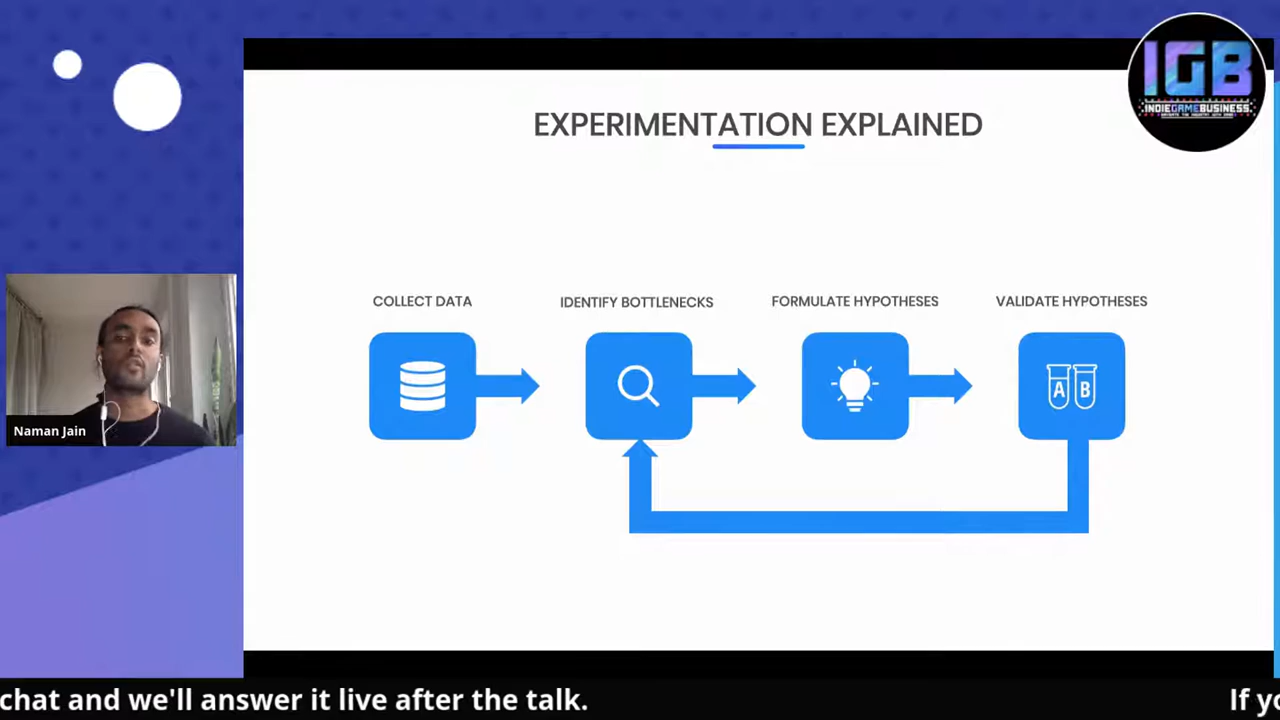 IGB
INDIEGAMEBUSINESS
EXPERIMENTATION EXPLAINED
COLLECT DATA
IDENTIFY BOTTLENECKS
FORMULATE HYPOTHESES
VALIDATE HYPOTHESES
A B
Naman Jain
chat and we'll answer it live after the talk.
If yo